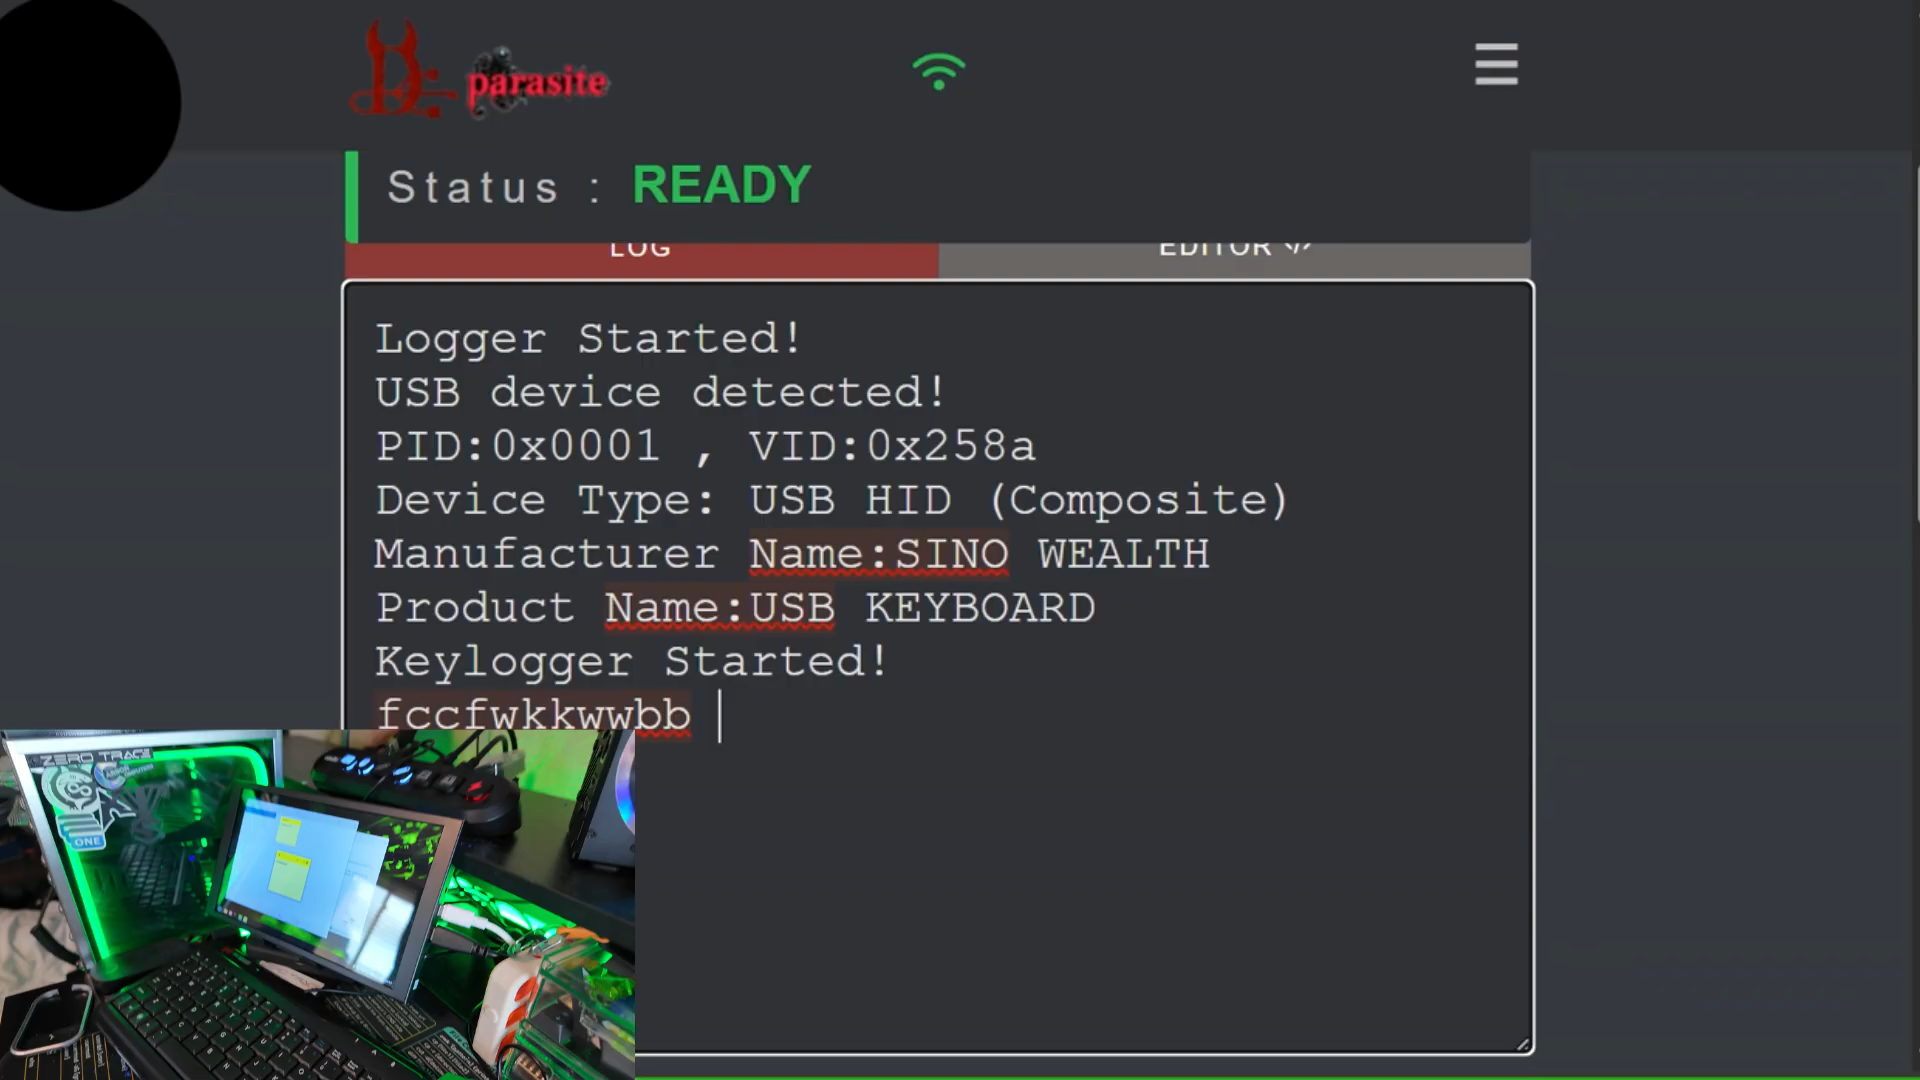 parasite
Status : READY
LOG
EDITOR </>
Logger Started!
USB device detected!
PID:0x0001 , VID:0x258a
Device Type: USB HID (Composite)
Manufacturer Name:SINO WEALTH
Product Name:USB KEYBOARD
Keylogger Started!
fccfwkkwwbb
ZERO TRACE
ONE